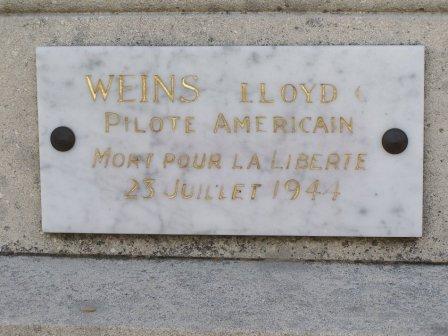 WEINS LLOYD
PILOTE AMERICAIN
MORT POUR LA LIBERTE
23 JUILLET 1944